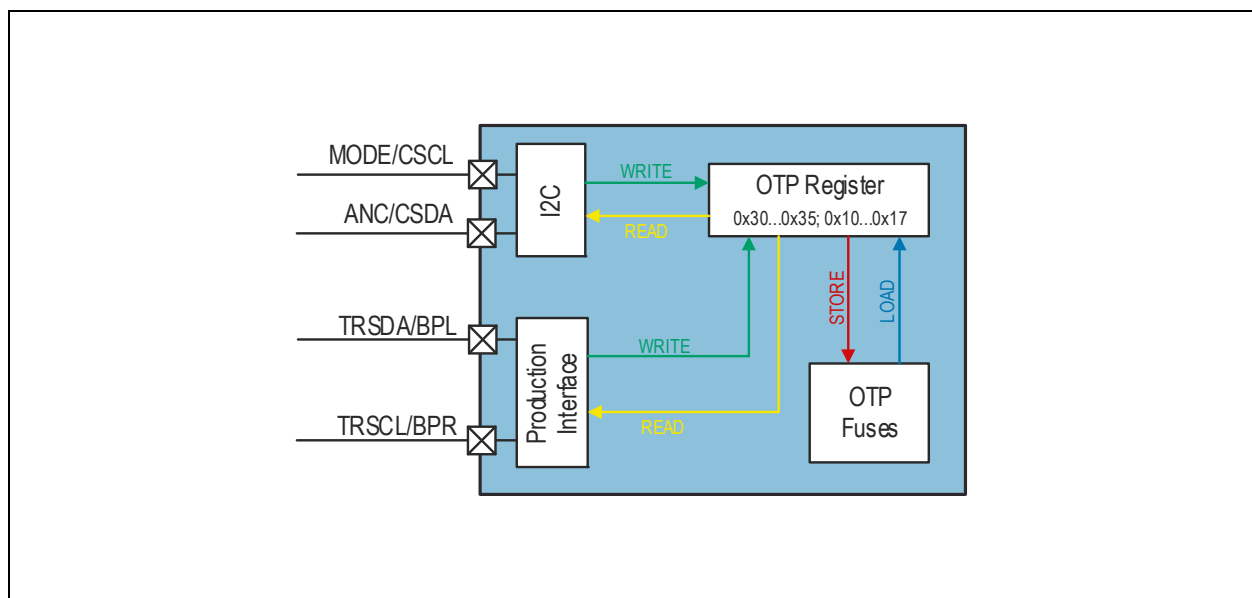 MODE/CSCL
ANC/CSDA
I2C
WRITE
READ
OTP Register
0x30...0x35; 0x10...0x17
TRSDA/BPL
TRSCL/BPR
Production
Interface
WRITE
READ
STORE
LOAD
OTP
Fuses